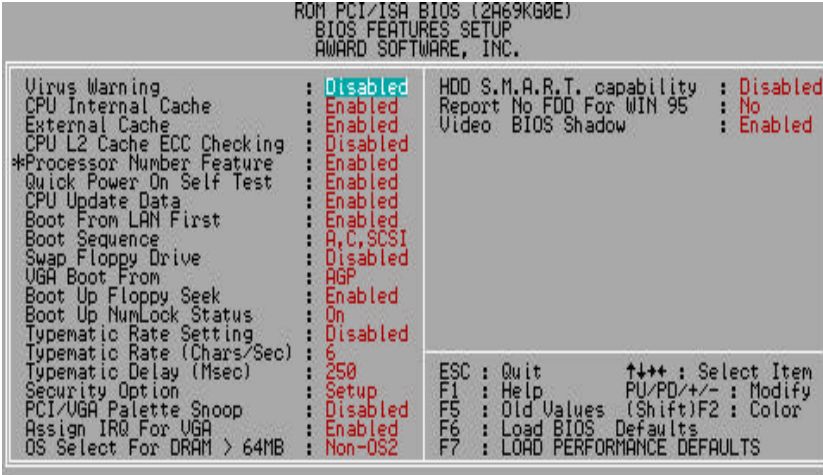 ROM PCI/ISA BIOS (2A69KG0E)
BIOS FEATURES SETUP
AWARD SOFTWARE, INC.
Virus Warning : Disabled
CPU Internal Cache : Enabled
External Cache : Enabled
CPU L2 Cache ECC Checking : Disabled
*Processor Number Feature : Enabled
Quick Power On Self Test : Enabled
CPU Update Data : Enabled
Boot From LAN First : Enabled
Boot Sequence : A,C,SCSI
Swap Floppy Drive : Disabled
VGA Boot From : AGP
Boot Up Floppy Seek : Enabled
Boot Up NumLock Status : On
Typematic Rate Setting : Disabled
Typematic Rate (Chars/Sec) : 6
Typematic Delay (Msec) : 250
Security Option : Setup
PCI/VGA Palette Snoop : Disabled
Assign IRQ For VGA : Enabled
OS Select For DRAM > 64MB : Non-OS2
HDD S.M.A.R.T. capability : Disabled
Report No FDD For WIN 95 : No
Video BIOS Shadow : Enabled
ESC : Quit ↑↓→← : Select Item
F1 : Help PU/PD/+/- : Modify
F5 : Old Values (Shift)F2 : Color
F6 : Load BIOS Defaults
F7 : LOAD PERFORMANCE DEFAULTS